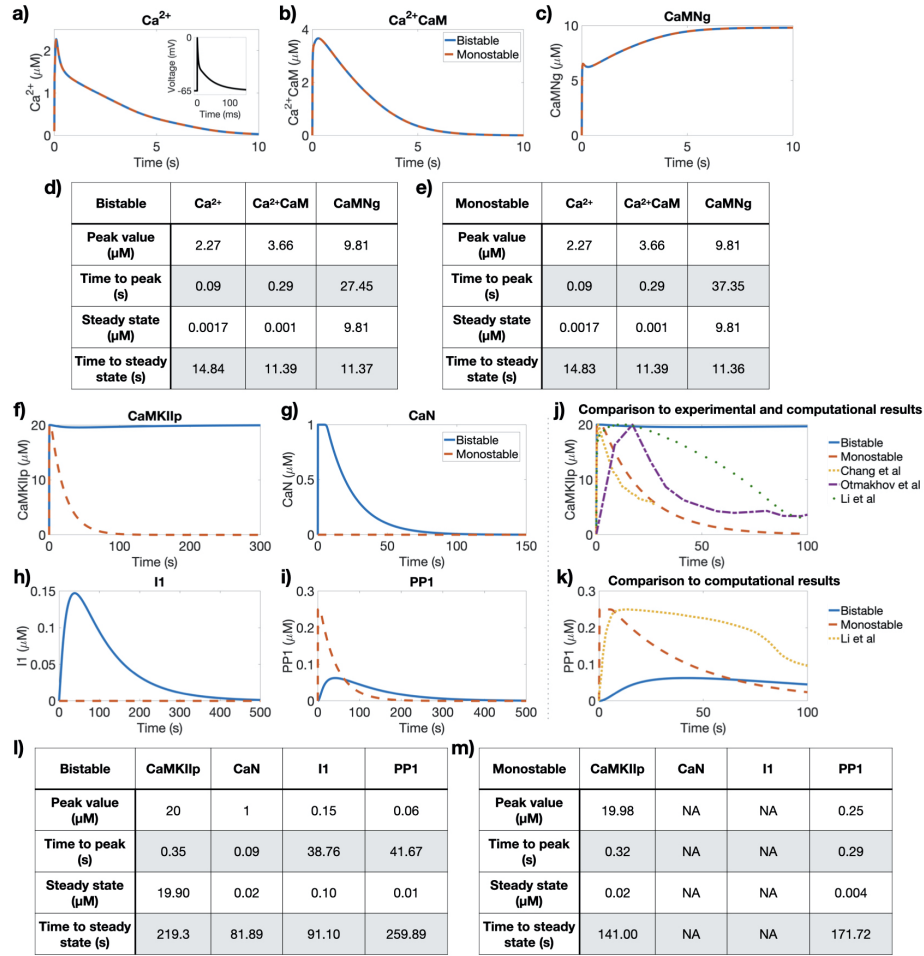 a) Ca2+
Ca2+ (μM)
2
1
0
0 5 10
Time (s)
Voltage (mV)
0
-65
0 100
Time (ms)
b) Ca2+CaM
Ca2+CaM (μM)
4
2
0
Bistable
Monostable
0 5 10
Time (s)
c) CaMNg
CaMNg (μM)
10
5
0
0 5 10
Time (s)
d)
Bistable Ca2+ Ca2+CaM CaMNg
Peak value (μM) 2.27 3.66 9.81
Time to peak (s) 0.09 0.29 27.45
Steady state (μM) 0.0017 0.001 9.81
Time to steady state (s) 14.84 11.39 11.37
e)
Monostable Ca2+ Ca2+CaM CaMNg
Peak value (μM) 2.27 3.66 9.81
Time to peak (s) 0.09 0.29 37.35
Steady state (μM) 0.0017 0.001 9.81
Time to steady state (s) 14.83 11.39 11.36
f) CaMKIIp
CaMKIIp (μM)
20
10
0
0 100 200 300
Time (s)
g) CaN
CaN (μM)
1
0.5
0
Bistable
Monostable
0 50 100 150
Time (s)
j) Comparison to experimental and computational results
CaMKIIp (μM)
20
10
0
0 50 100
Time (s)
Bistable
Monostable
Chang et al
Otmakhov et al
Li et al
h) I1
I1 (μM)
0.15
0.1
0.05
0
0 100 200 300 400 500
Time (s)
i) PP1
PP1 (μM)
0.3
0.2
0.1
0
0 100 200 300 400 500
Time (s)
k) Comparison to computational results
PP1 (μM)
0.3
0.2
0.1
0
0 50 100
Time (s)
Bistable
Monostable
Li et al
l)
Bistable CaMKIIp CaN I1 PP1
Peak value (μM) 20 1 0.15 0.06
Time to peak (s) 0.35 0.09 38.76 41.67
Steady state (μM) 19.90 0.02 0.10 0.01
Time to steady state (s) 219.3 81.89 91.10 259.89
m)
Monostable CaMKIIp CaN I1 PP1
Peak value (μM) 19.98 NA NA 0.25
Time to peak (s) 0.32 NA NA 0.29
Steady state (μM) 0.02 NA NA 0.004
Time to steady state (s) 141.00 NA NA 171.72